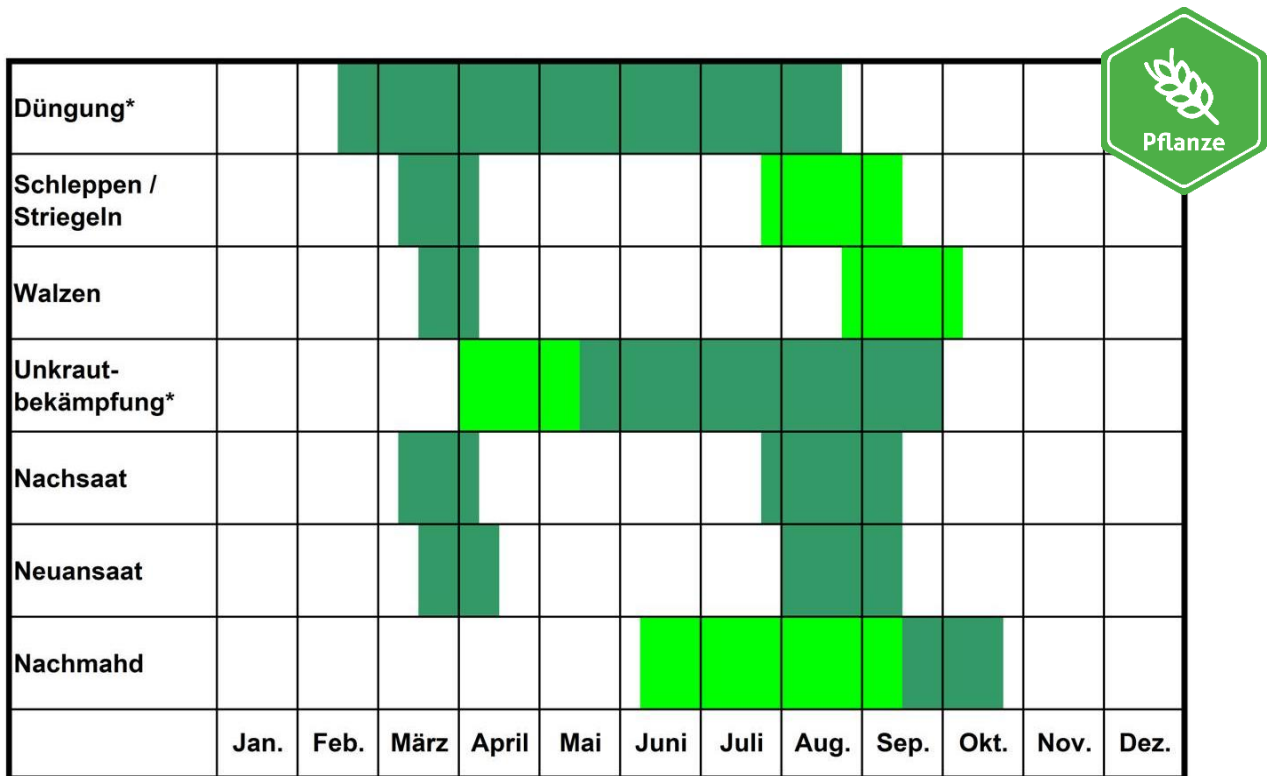 Pflanze
Düngung*
Schleppen /
Striegeln
Walzen
Unkraut-
bekämpfung*
Nachsaat
Neuansaat
Nachmahd
Jan. Feb. März April Mai Juni Juli Aug. Sep. Okt. Nov. Dez.